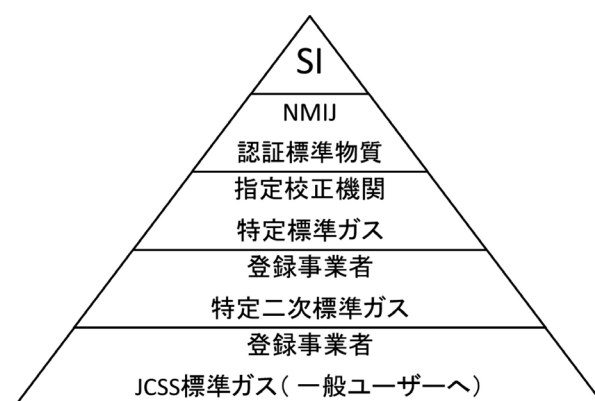 SI
NMIJ
認証標準物質
指定校正機関
特定標準ガス
登録事業者
特定二次標準ガス
登録事業者
JCSS標準ガス( 一般ユーザーへ)